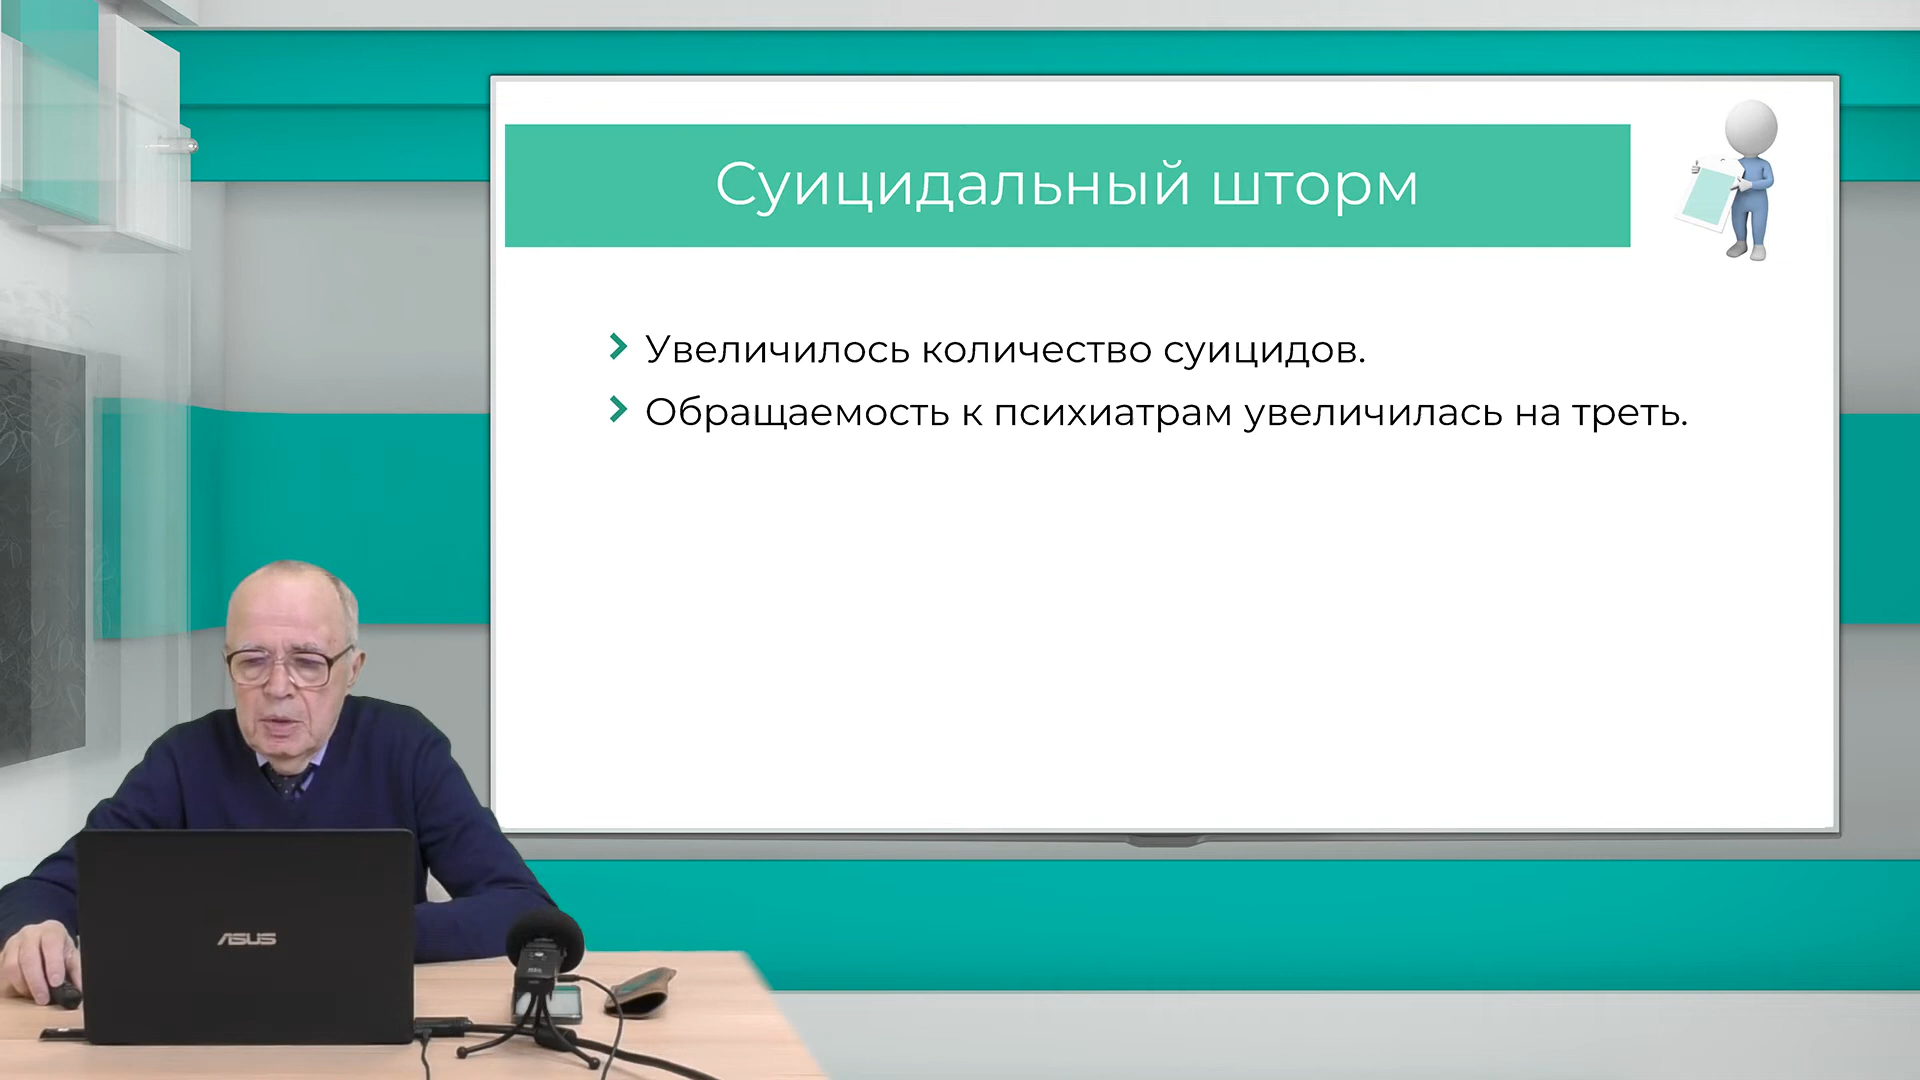 Суицидальный шторм
Увеличилось количество суицидов.
Обращаемость к психиатрам увеличилась на треть.
ASUS